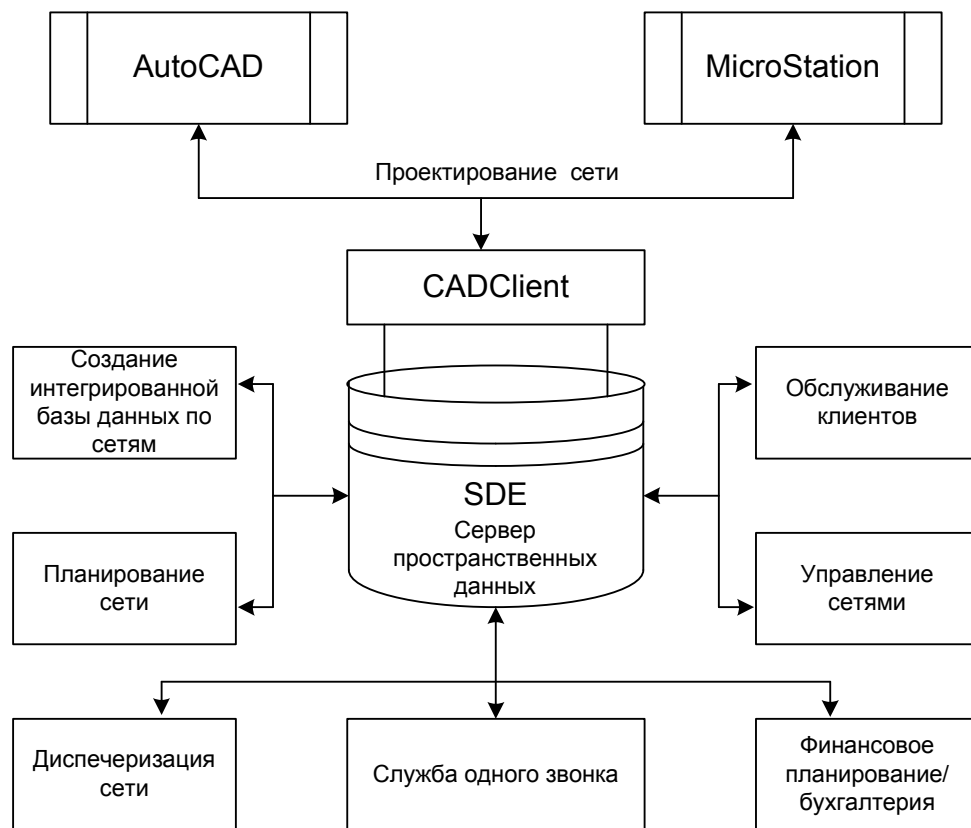 AutoCAD
MicroStation
Проектирование сети
CADClient
Создание
интегрированной
базы данных по
сетям
Обслуживание
клиентов
SDE
Сервер
пространственных
данных
Планирование
сети
Управление
сетями
Диспечеризация
сети
Служба одного звонка
Финансовое
планирование/
бухгалтерия